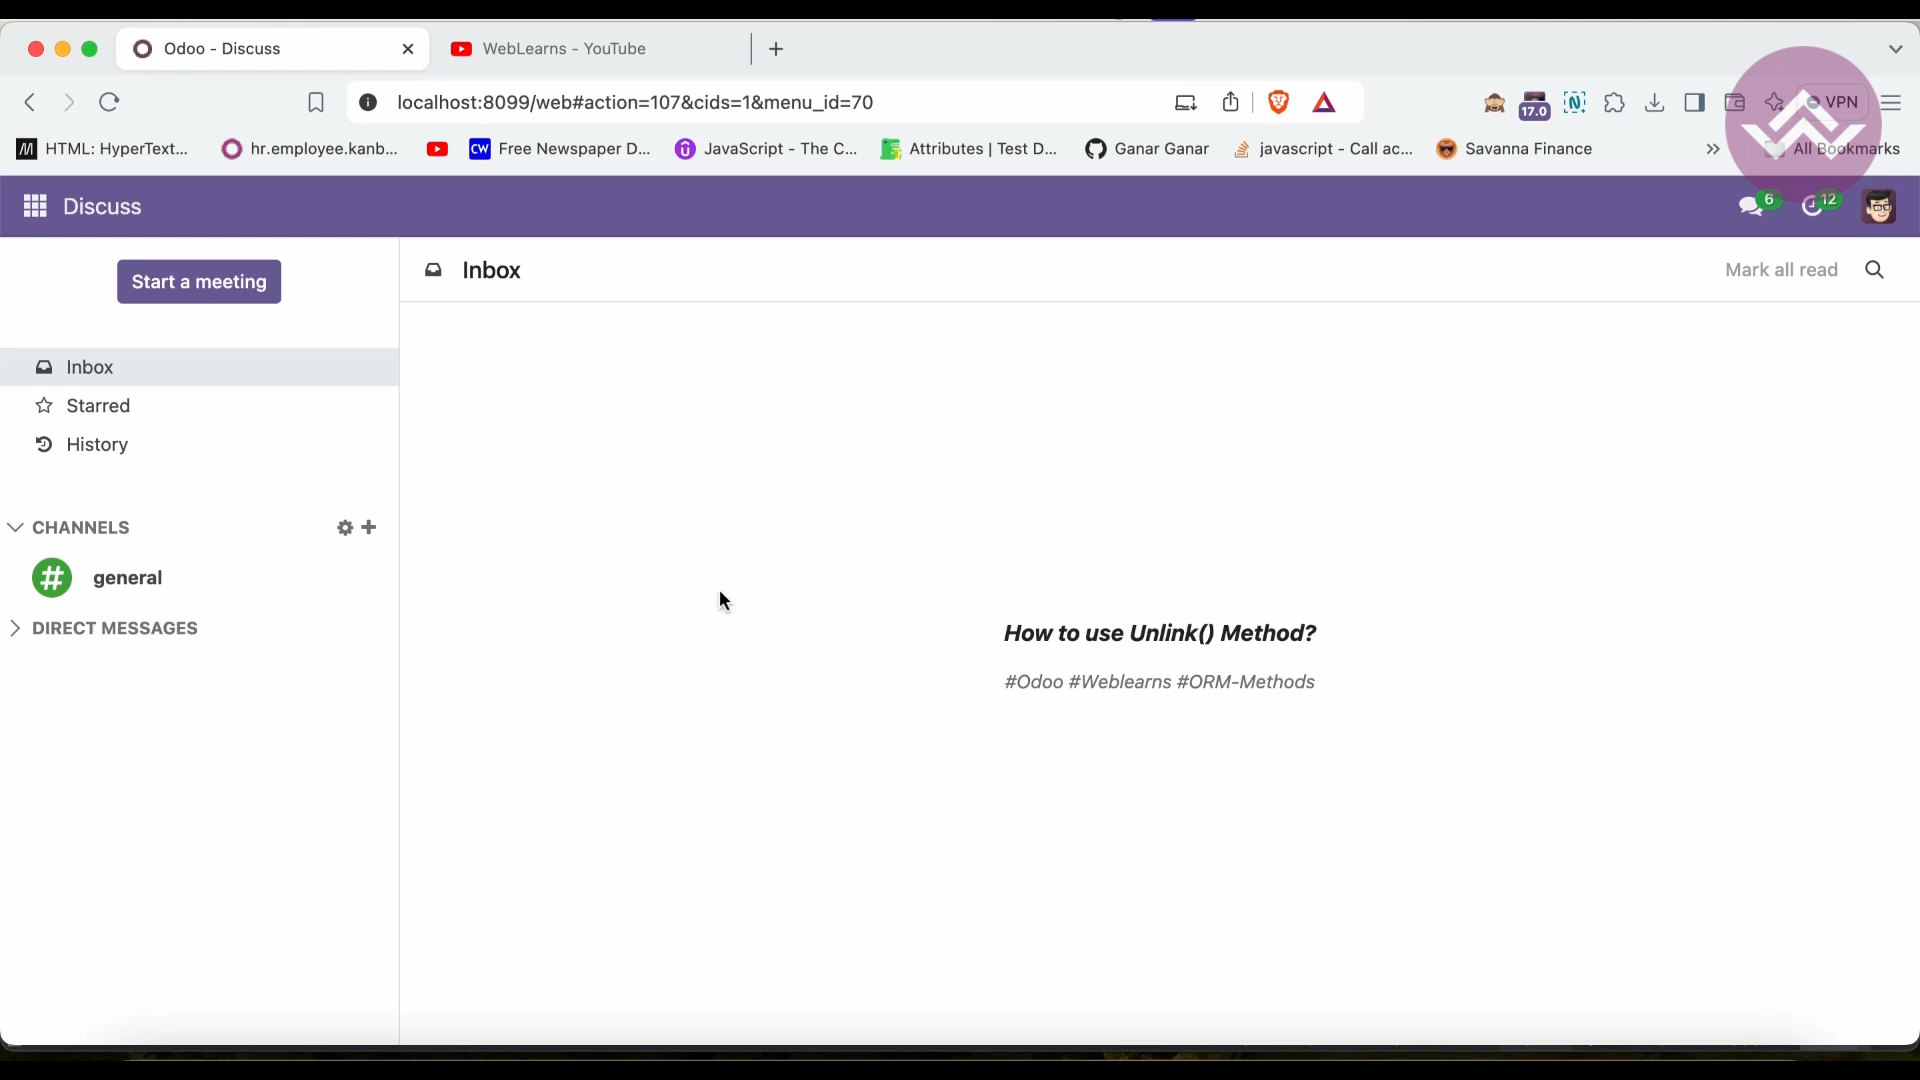 Odoo - Discuss
WebLearns - YouTube
localhost:8099/web#action=107&cids=1&menu_id=70
17.0
VPN
HTML: HyperText...
hr.employee.kanb...
CW
Free Newspaper D...
JavaScript - The C...
Attributes | Test D...
Ganar Ganar
javascript - Call ac...
Savanna Finance
All Bookmarks
Discuss
6
12
Start a meeting
Inbox
Mark all read
Inbox
Starred
History
CHANNELS
general
DIRECT MESSAGES
How to use Unlink() Method?
#Odoo #Weblearns #ORM-Methods